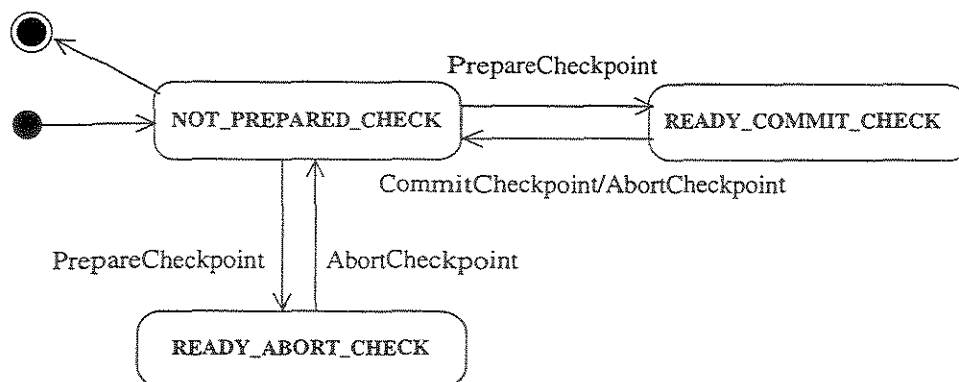 PrepareCheckpoint
NOT_PREPARED_CHECK
READY_COMMIT_CHECK
CommitCheckpoint/AbortCheckpoint
PrepareCheckpoint
AbortCheckpoint
READY_ABORT_CHECK